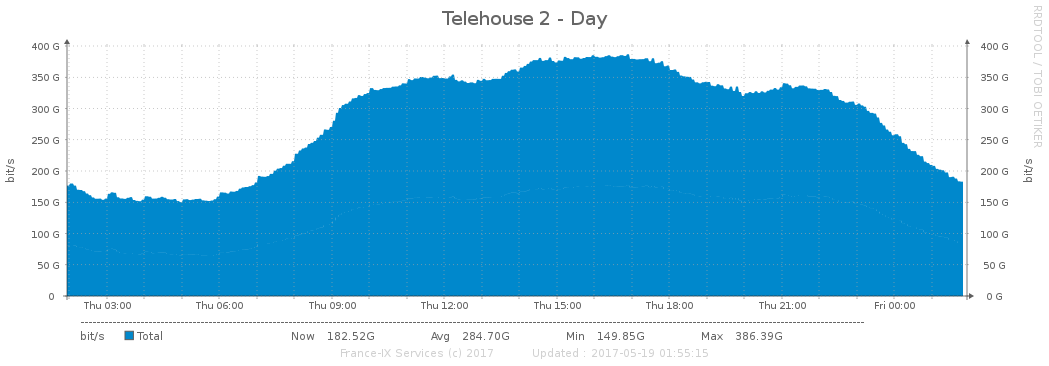 Telehouse 2 - Day
RRDTOOL / TOBI OETIKER
400 G 400 G
350 G 350 G
300 G 300 G
250 G 250 G
200 G 200 G
150 G 150 G
100 G 100 G
50 G 50 G
0 0 G
bit/s bit/s
Thu 03:00 Thu 06:00 Thu 09:00 Thu 12:00 Thu 15:00 Thu 18:00 Thu 21:00 Fri 00:00
bit/s Total Now 182.52G Avg 284.70G Min 149.85G Max 386.39G
France-IX Services (c) 2017 Updated : 2017-05-19 01:55:15